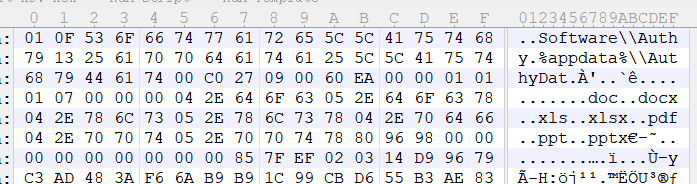 0 1 2 3 4 5 6 7 8 9 A B C D E F 0123456789ABCDEF
01 0F 53 6F 66 74 77 61 72 65 5C 5C 41 75 74 68 ..Software\\Auth
79 13 25 61 70 70 64 61 74 61 25 5C 5C 41 75 74 y.%appdata%\\Aut
68 79 44 61 74 00 C0 27 09 00 60 EA 00 00 01 01 hyDat.À'..`ê....
01 07 00 00 00 04 2E 64 6F 63 05 2E 64 6F 63 78 .......doc..docx
04 2E 78 6C 73 05 2E 78 6C 73 78 04 2E 70 64 66 ..xls..xlsx..pdf
04 2E 70 70 74 05 2E 70 70 74 78 80 96 98 00 00 ..ppt..pptx€–˜..
00 00 00 00 00 00 00 85 7F EF 02 03 14 D9 96 79 .......….ï...Ù–y
C3 AD 48 3A F6 6A B9 B9 1C 99 CB D6 55 B3 AE 83 Ã-H:öj¹¹.™ËÖU³®ƒ